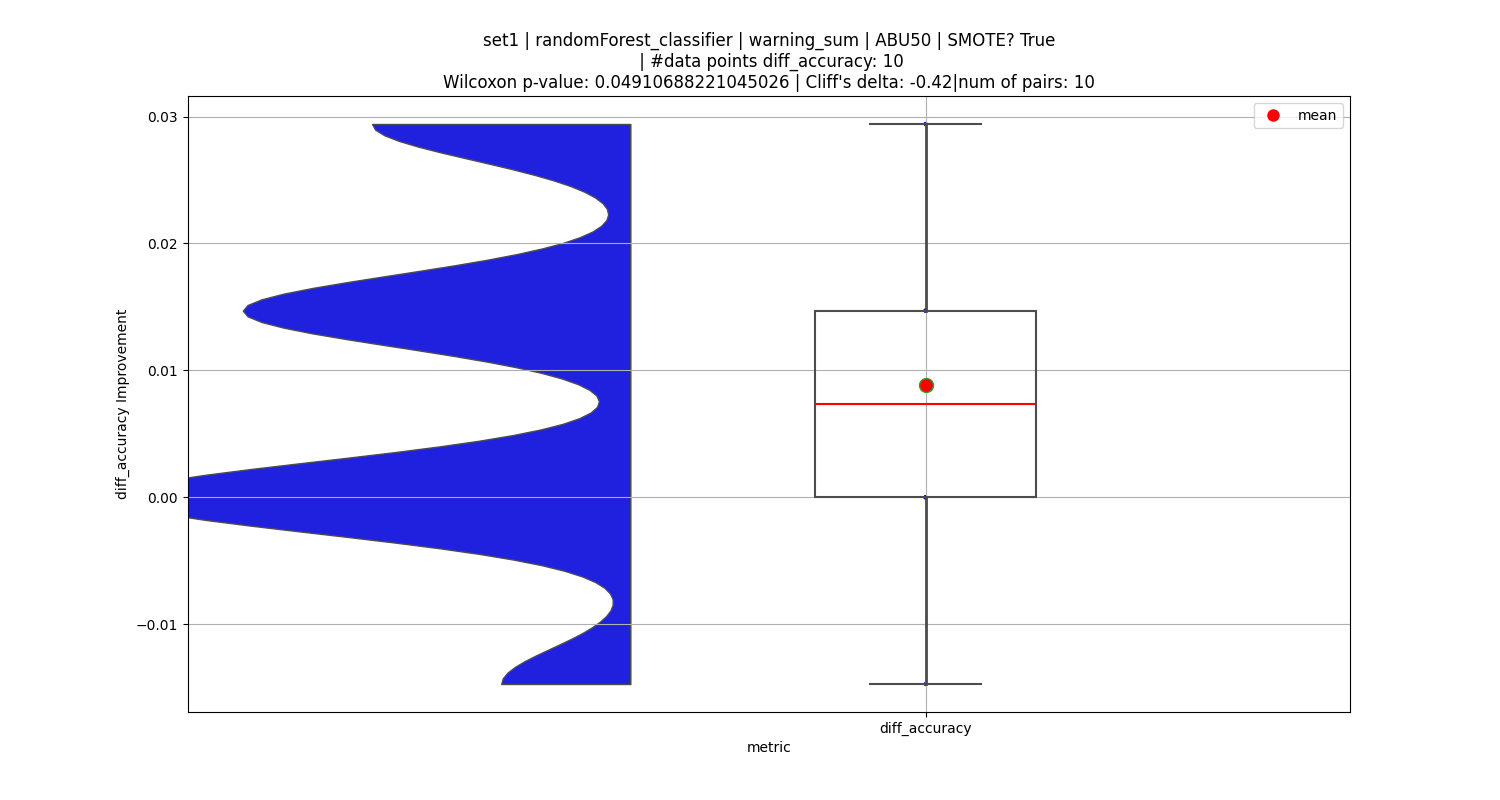 set1 | randomForest_classifier | warning_sum | ABU50 | SMOTE? True
| #data points diff_accuracy: 10
Wilcoxon p-value: 0.04910688221045026 | Cliff's delta: -0.42|num of pairs: 10
mean
0.03
0.02
0.01
0.00
−0.01
diff_accuracy Improvement
diff_accuracy
metric